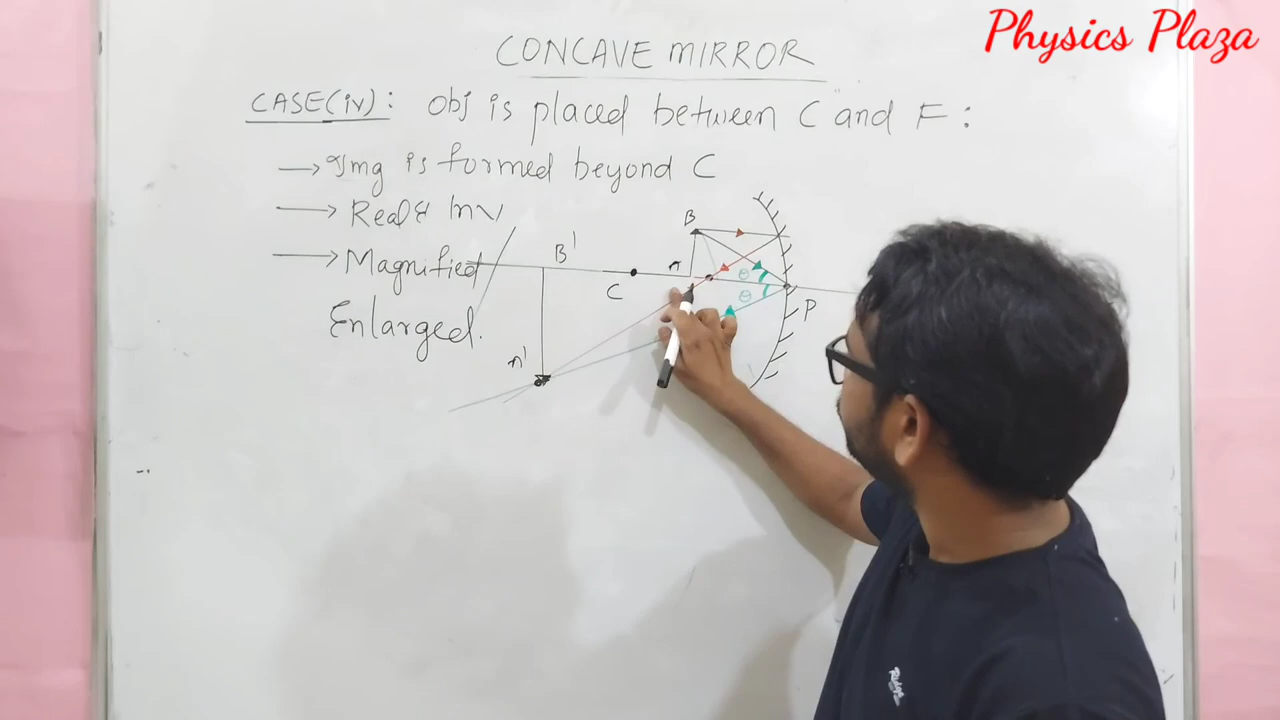 Physics Plaza
CONCAVE MIRROR
CASE(iv): obj is placed between C and F:
→ Img is formed beyond C
→ Real & Inv
→ Magnified/
Enlarged.
B
B'
A
C
θ
θ
P
A'